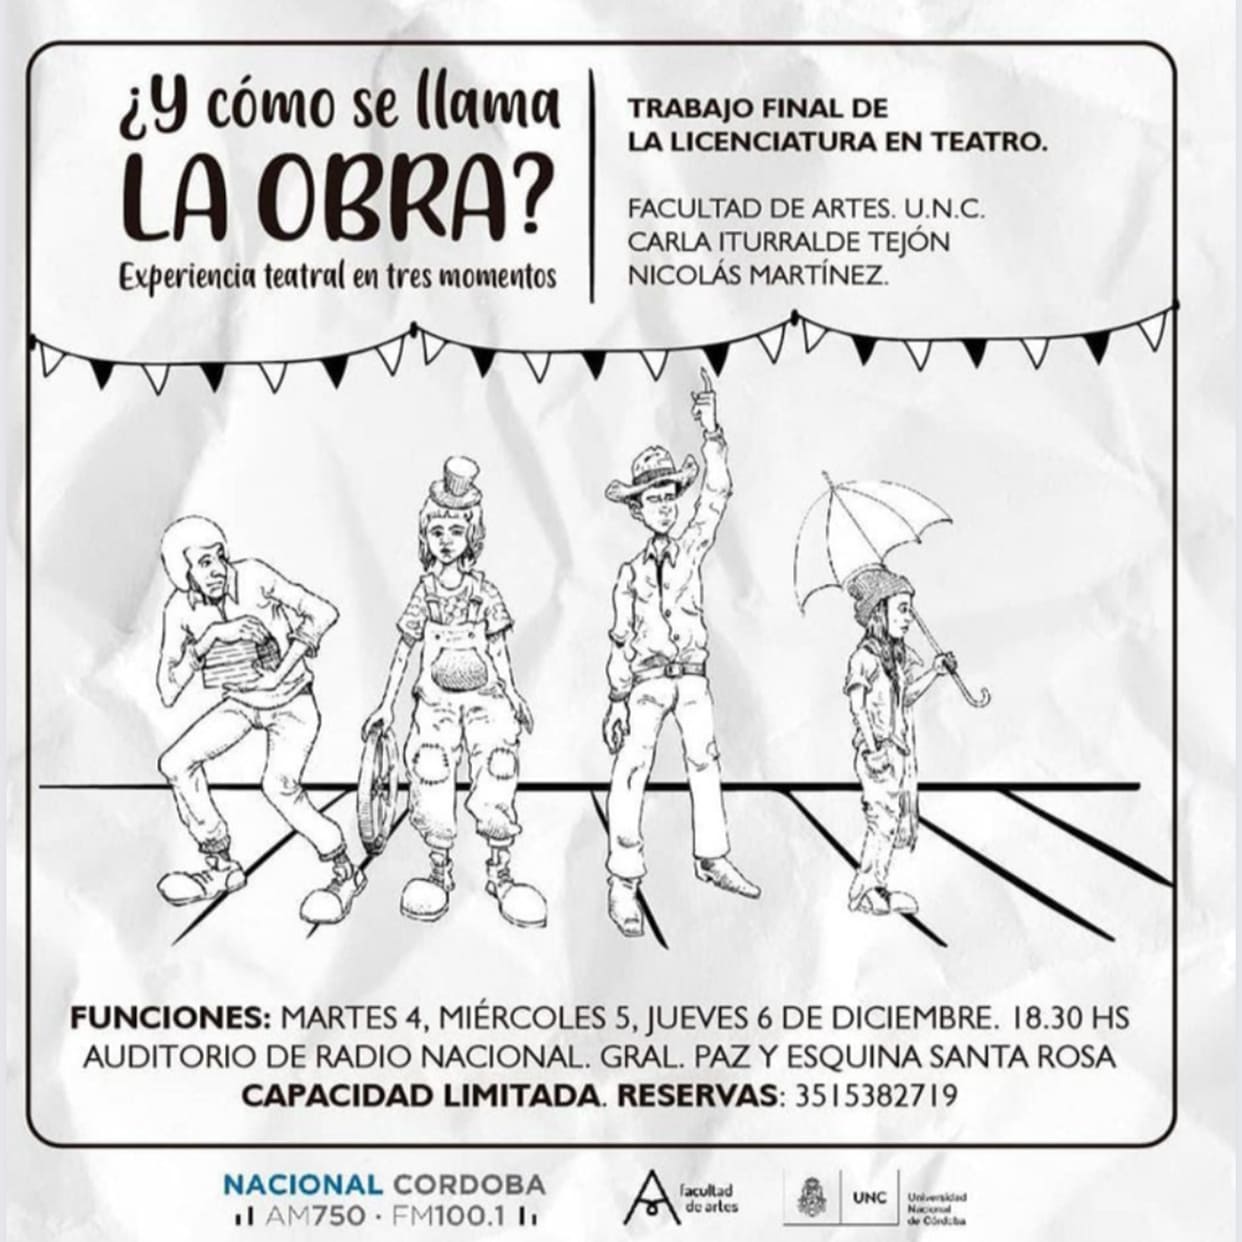 ¿Y cómo se llama
LA OBRA?
Experiencia teatral en tres momentos
TRABAJO FINAL DE
LA LICENCIATURA EN TEATRO.
FACULTAD DE ARTES. U.N.C.
CARLA ITURRALDE TEJÓN
NICOLÁS MARTÍNEZ.
FUNCIONES: MARTES 4, MIÉRCOLES 5, JUEVES 6 DE DICIEMBRE. 18.30 HS
AUDITORIO DE RADIO NACIONAL. GRAL. PAZ Y ESQUINA SANTA ROSA
CAPACIDAD LIMITADA. RESERVAS: 3515382719
NACIONAL CORDOBA
AM750 · FM100.1
facultad
de artes
UNC
Universidad
Nacional
de Córdoba